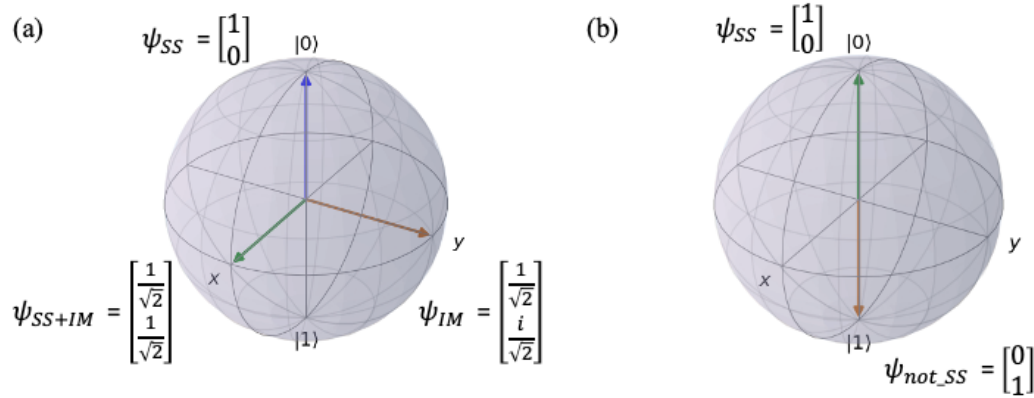 (a)
ψ_SS = [1 0]
|0⟩
x
y
|1⟩
ψ_SS+IM = [1/√2 1/√2]
ψ_IM = [1/√2 i/√2]
(b)
ψ_SS = [1 0]
|0⟩
x
y
|1⟩
ψ_not_SS = [0 1]